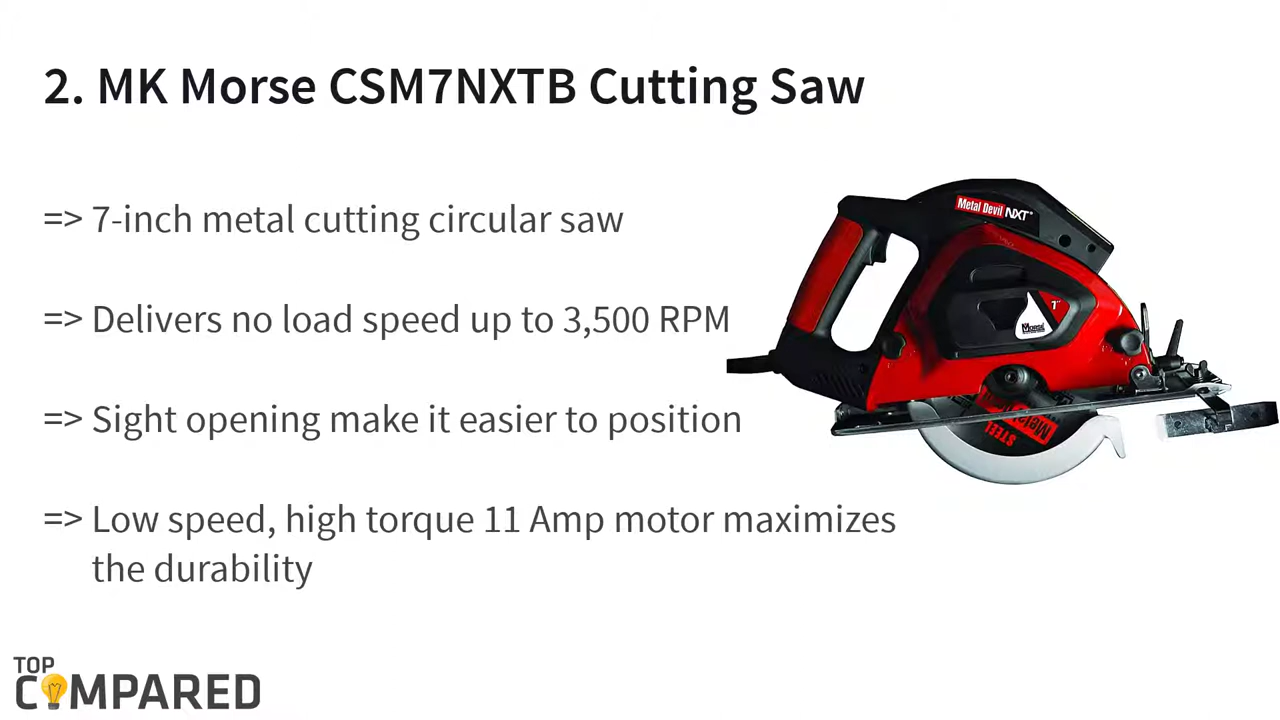 2. MK Morse CSM7NXTB Cutting Saw
=> 7-inch metal cutting circular saw
=> Delivers no load speed up to 3,500 RPM
=> Sight opening make it easier to position
=> Low speed, high torque 11 Amp motor maximizes
the durability
Metal Devil NXT®
7"
MORSE
STEEL
Metal
TOP
COMPARED